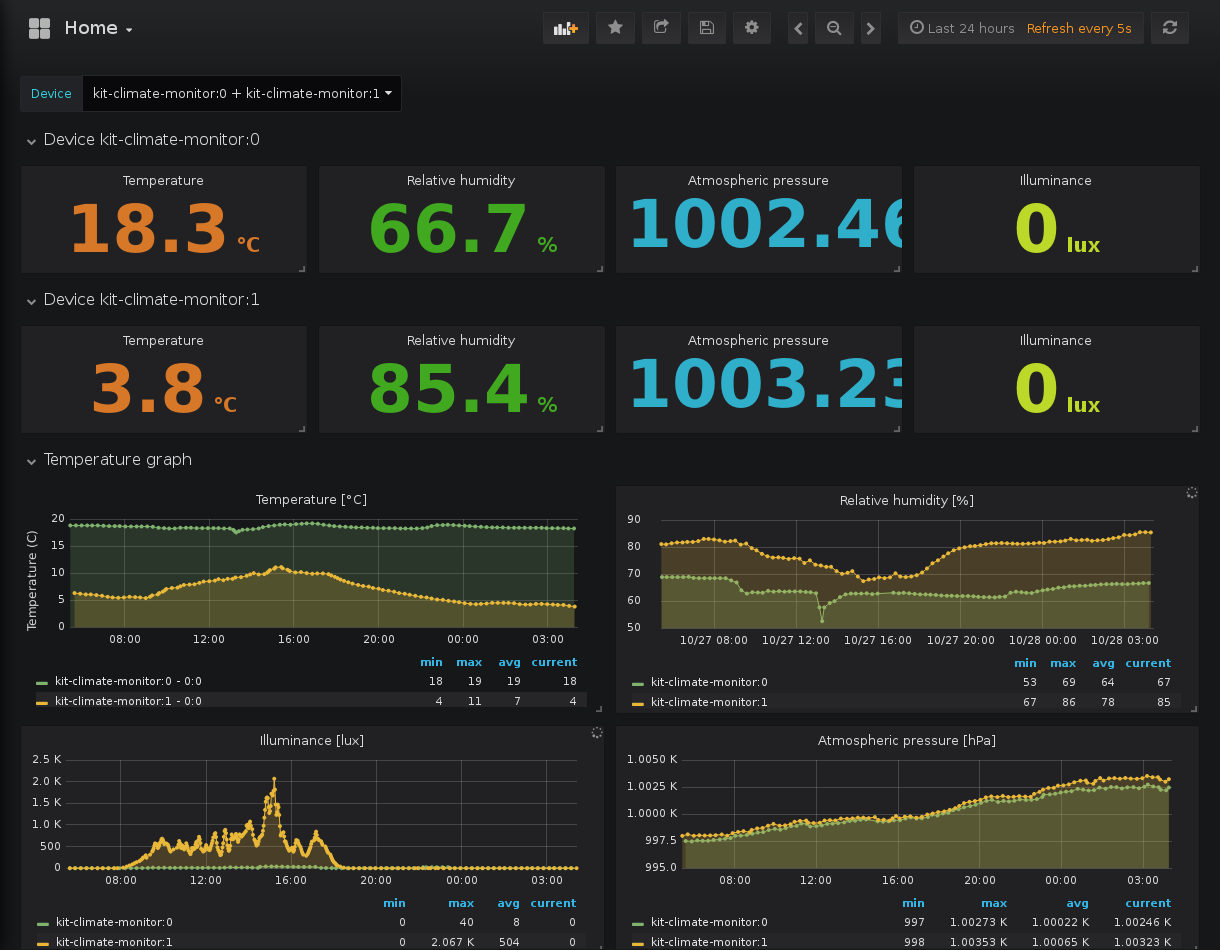 Home
Last 24 hours Refresh every 5s
Device kit-climate-monitor:0 + kit-climate-monitor:1
Device kit-climate-monitor:0
Temperature Relative humidity Atmospheric pressure Illuminance
18.3 °C 66.7 % 1002.46 0 lux
Device kit-climate-monitor:1
Temperature Relative humidity Atmospheric pressure Illuminance
3.8 °C 85.4 % 1003.23 0 lux
Temperature graph
Temperature [°C]
Temperature (C)
20
15
10
5
0
08:00 12:00 16:00 20:00 00:00 03:00
min max avg current
kit-climate-monitor:0 - 0:0 18 19 19 18
kit-climate-monitor:1 - 0:0 4 11 7 4
Relative humidity [%]
90
80
70
60
50
10/27 08:00 10/27 12:00 10/27 16:00 10/27 20:00 10/28 00:00 10/28 03:00
min max avg current
kit-climate-monitor:0 53 69 64 67
kit-climate-monitor:1 67 86 78 85
Illuminance [lux]
2.5 K
2.0 K
1.5 K
1.0 K
500
0
08:00 12:00 16:00 20:00 00:00 03:00
min max avg current
kit-climate-monitor:0 0 40 8 0
kit-climate-monitor:1 0 2.067 K 504 0
Atmospheric pressure [hPa]
1.0050 K
1.0025 K
1.0000 K
997.5
995.0
08:00 12:00 16:00 20:00 00:00 03:00
min max avg current
kit-climate-monitor:0 997 1.00273 K 1.00022 K 1.00246 K
kit-climate-monitor:1 998 1.00353 K 1.00065 K 1.00323 K